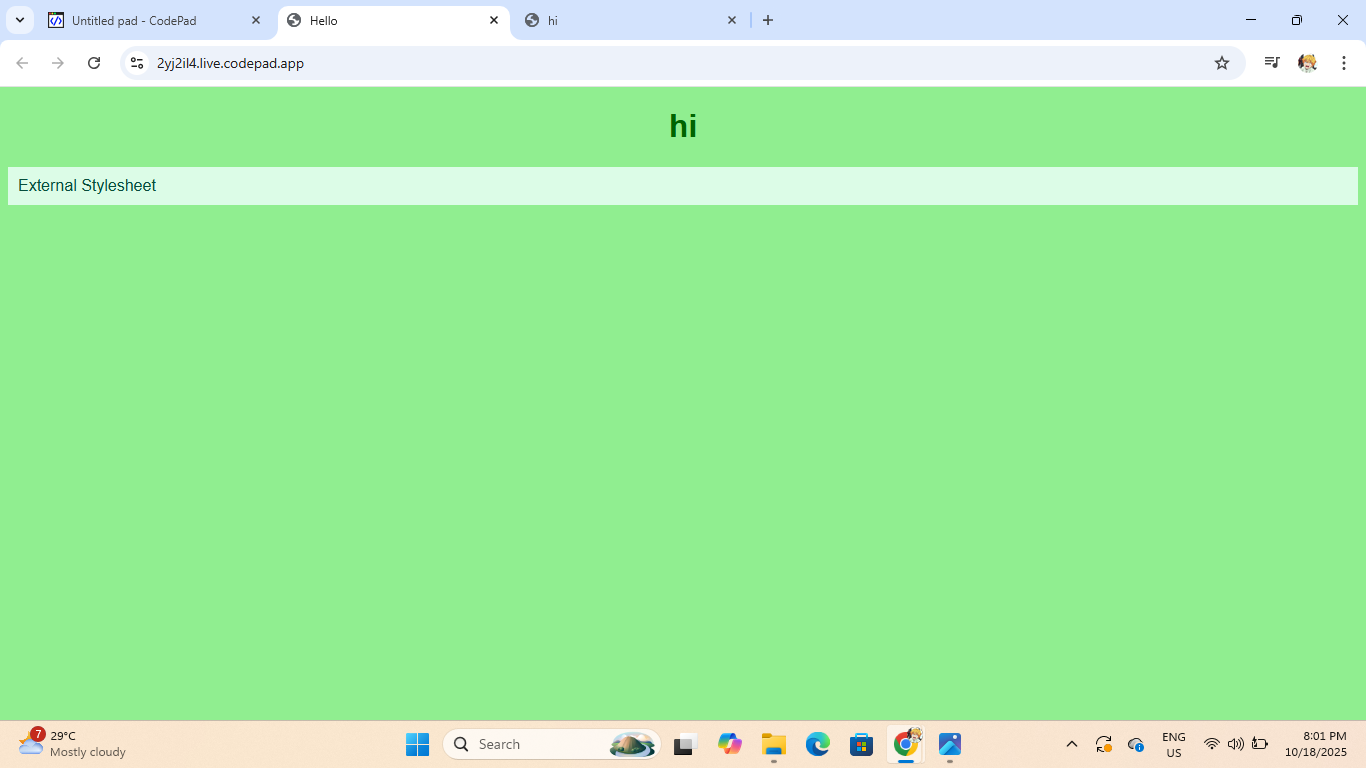 Untitled pad - CodePad
Hello
hi
2yj2il4.live.codepad.app
hi
External Stylesheet
7
29°C
Mostly cloudy
Search
ENG
US
8:01 PM
10/18/2025